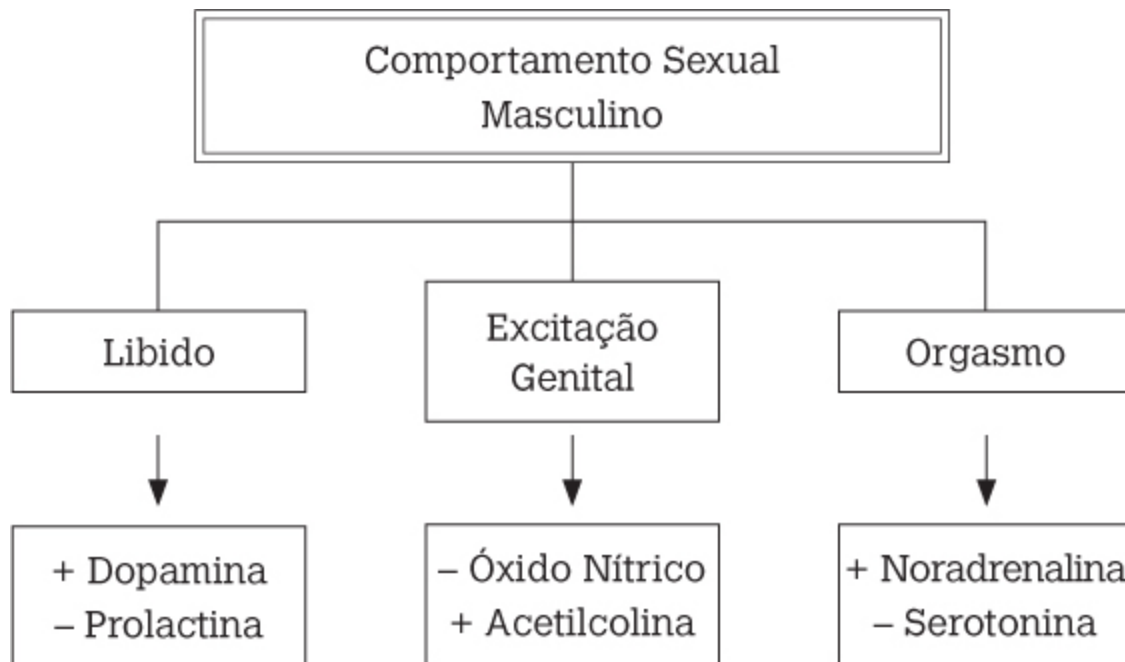 Comportamento Sexual
Masculino
Libido
Excitação
Genital
Orgasmo
+ Dopamina
– Prolactina
– Óxido Nítrico
+ Acetilcolina
+ Noradrenalina
– Serotonina